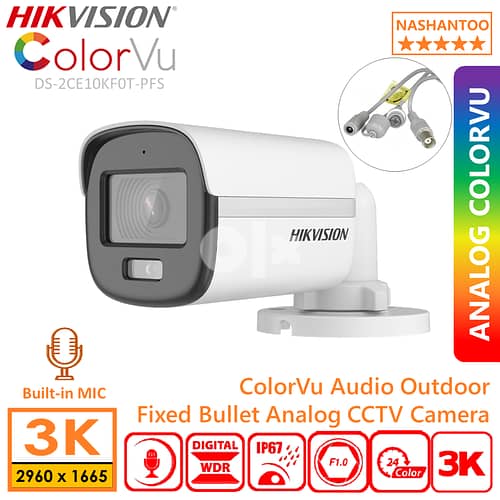 HIKVISION
ColorVu
DS-2CE10KF0T-PFS
NASHANTOO
ANALOG COLORVU
HIKVISION
olx
Built-in MIC
ColorVu Audio Outdoor
Fixed Bullet Analog CCTV Camera
3K
2960 x 1665
DIGITAL
WDR
IP67
F1.0
24
Color
3K